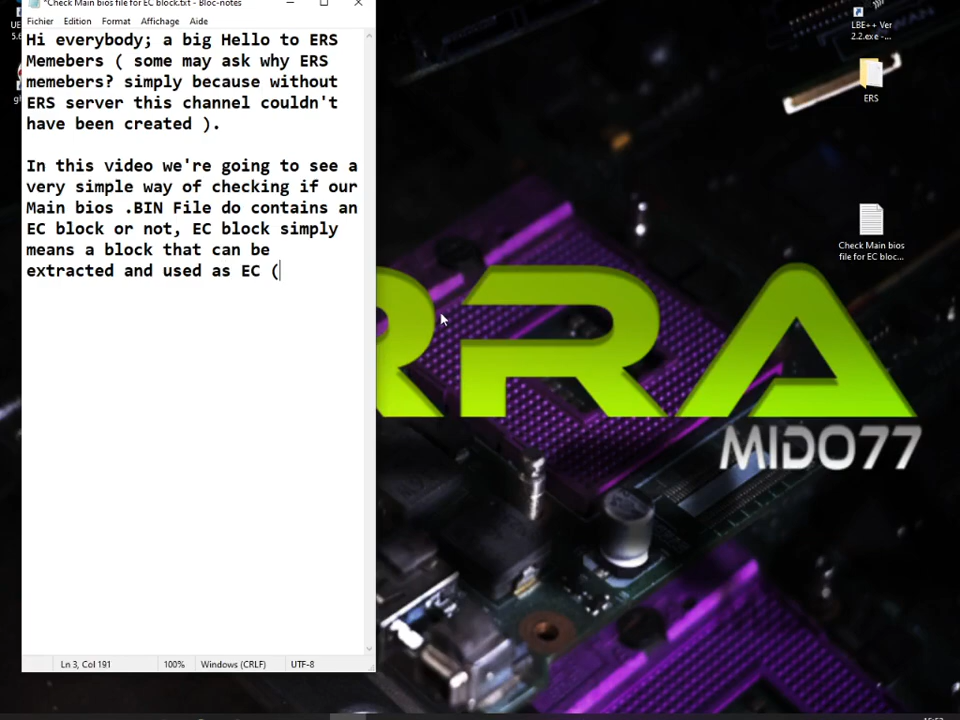 *Check Main bios file for EC block.txt - Bloc-notes
Fichier Edition Format Affichage Aide
Hi everybody; a big Hello to ERS
Memebers ( some may ask why ERS
memebers? simply because without
ERS server this channel couldn't
have been created ).
In this video we're going to see a
very simple way of checking if our
Main bios .BIN File do contains an
EC block or not, EC block simply
means a block that can be
extracted and used as EC (
Ln 3, Col 191
100%
Windows (CRLF)
UTF-8
LBE++ Ver
2.2.exe -...
ERS
Check Main bios
file for EC bloc...
RRA
MIDO77